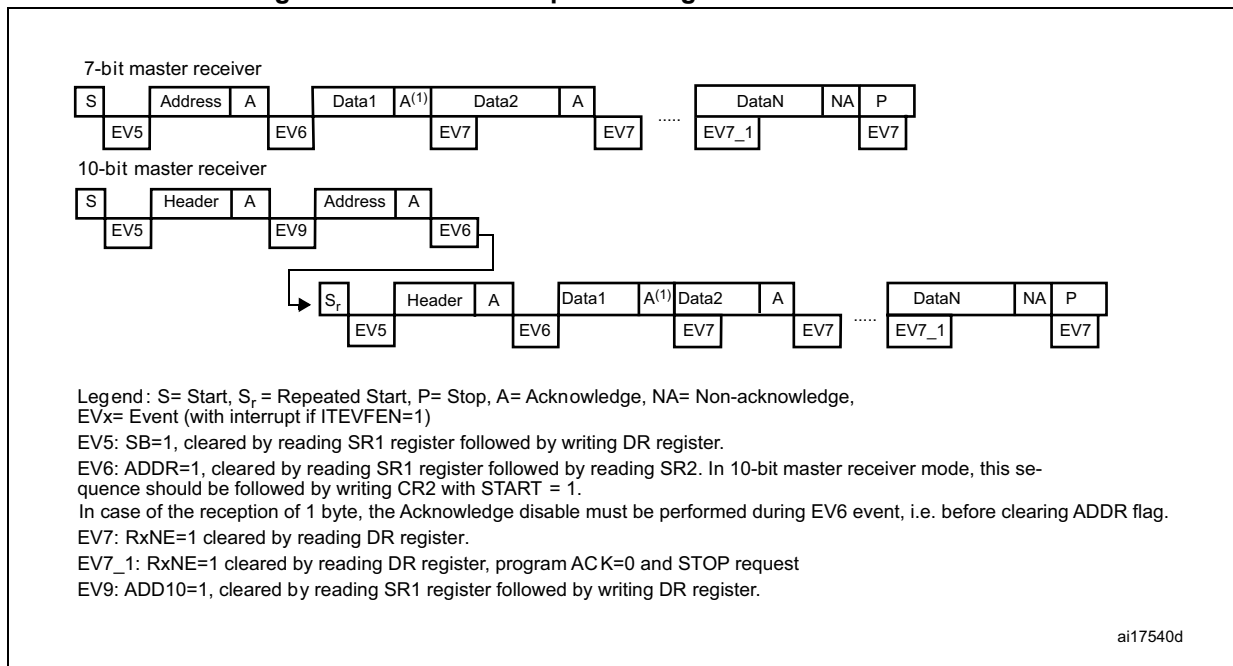 7-bit master receiver
S Address A Data1 A(1) Data2 A ..... DataN NA P
EV5 EV6 EV7 EV7 EV7_1 EV7
10-bit master receiver
S Header A Address A
EV5 EV9 EV6
Sr Header A Data1 A(1) Data2 A ..... DataN NA P
EV5 EV6 EV7 EV7 EV7_1 EV7
Legend: S= Start, Sr = Repeated Start, P= Stop, A= Acknowledge, NA= Non-acknowledge,
EVx= Event (with interrupt if ITEVFEN=1)
EV5: SB=1, cleared by reading SR1 register followed by writing DR register.
EV6: ADDR=1, cleared by reading SR1 register followed by reading SR2. In 10-bit master receiver mode, this se-
quence should be followed by writing CR2 with START = 1.
In case of the reception of 1 byte, the Acknowledge disable must be performed during EV6 event, i.e. before clearing ADDR flag.
EV7: RxNE=1 cleared by reading DR register.
EV7_1: RxNE=1 cleared by reading DR register, program ACK=0 and STOP request
EV9: ADD10=1, cleared by reading SR1 register followed by writing DR register.
ai17540d